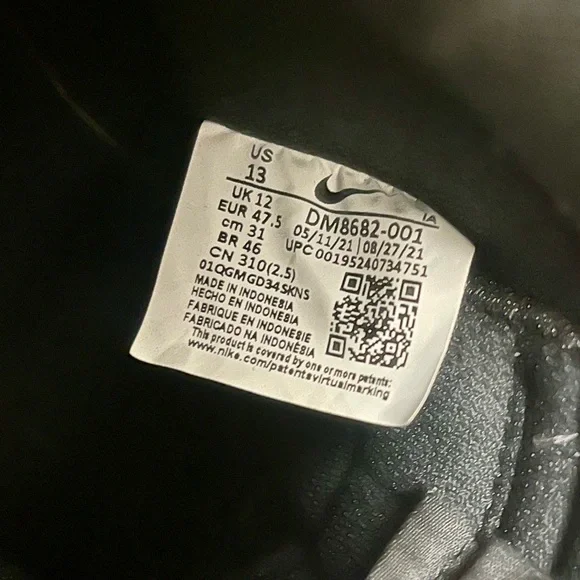 US
13
UK 12
EUR 47.5
cm 31
BR 46
CN 310(2.5)
IA
DM8682-001
05/11/21 | 08/27/21
UPC 00195240734751
01QGMGD34SKNS
MADE IN INDONESIA
HECHO EN INDONESIA
FABRIQUE EN INDONESIE
FABRICADO NA INDONÉSIA
This product is covered by one or more patents:
www.nike.com/patentsvirtualmarking